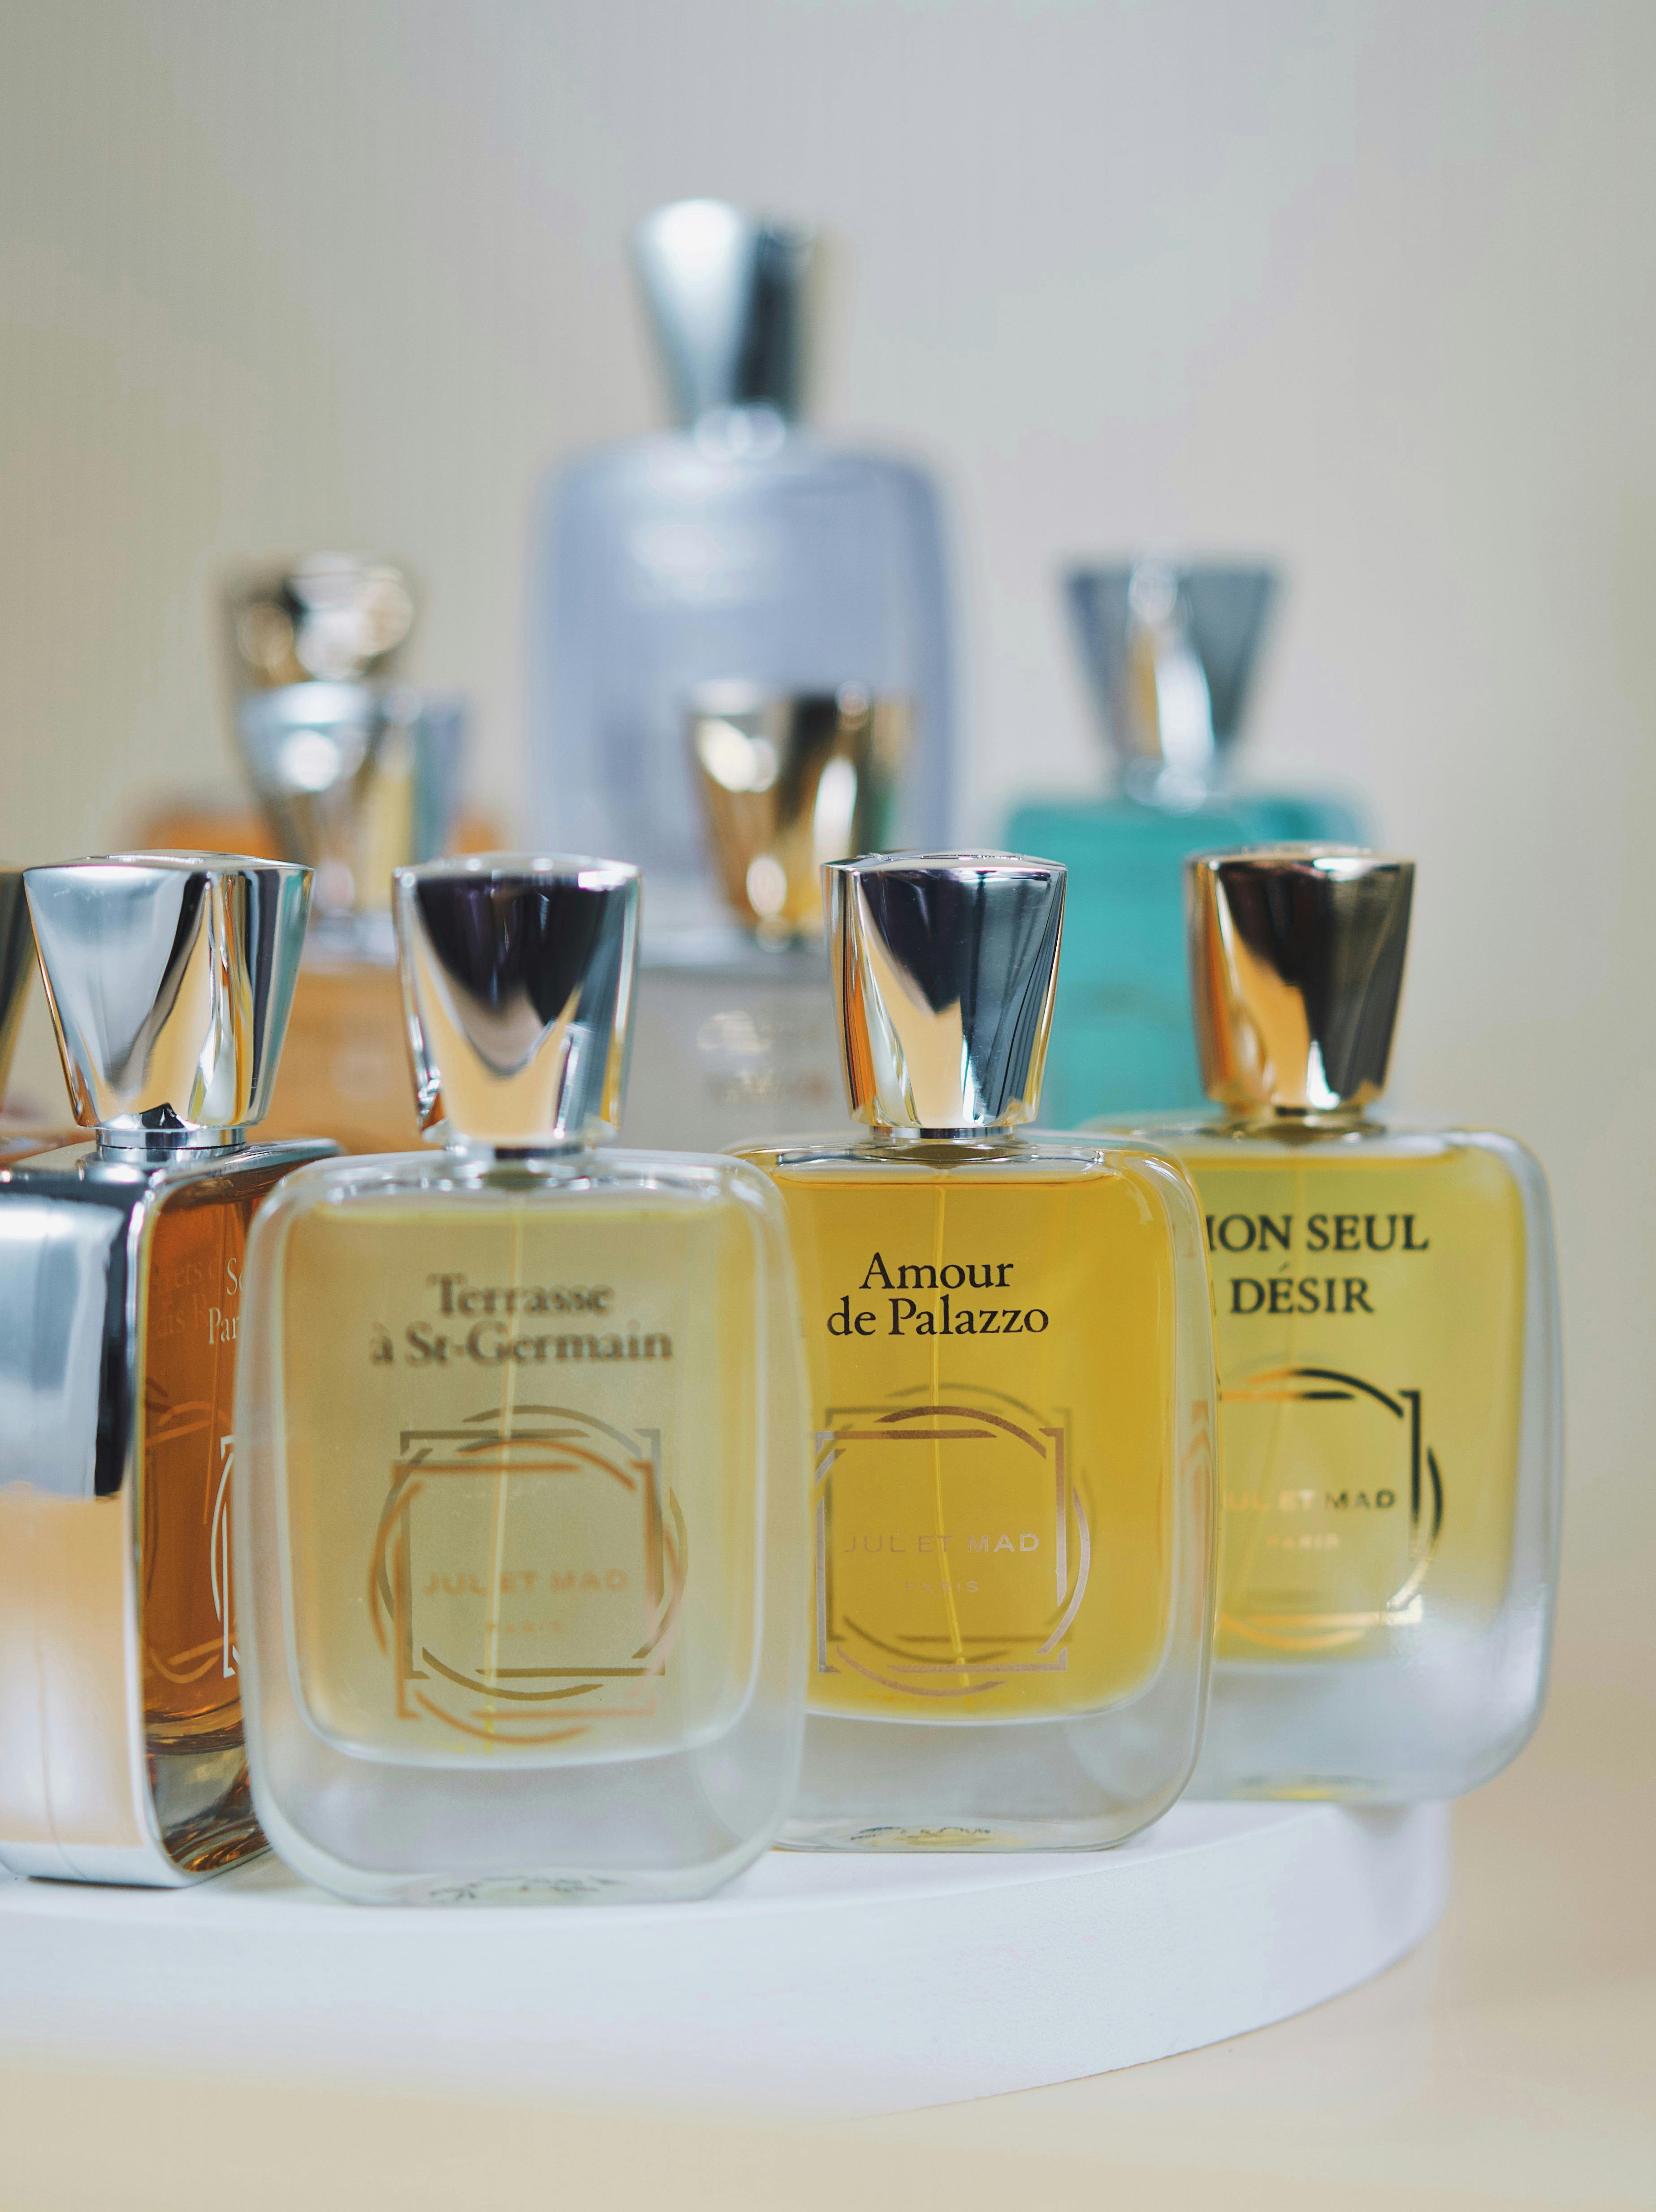 Terrasse
à St-Germain
JUL ET MAD
PARIS
Amour
de Palazzo
JUL ET MAD
PARIS
ION SEUL
DÉSIR
JUL ET MAD
PARIS